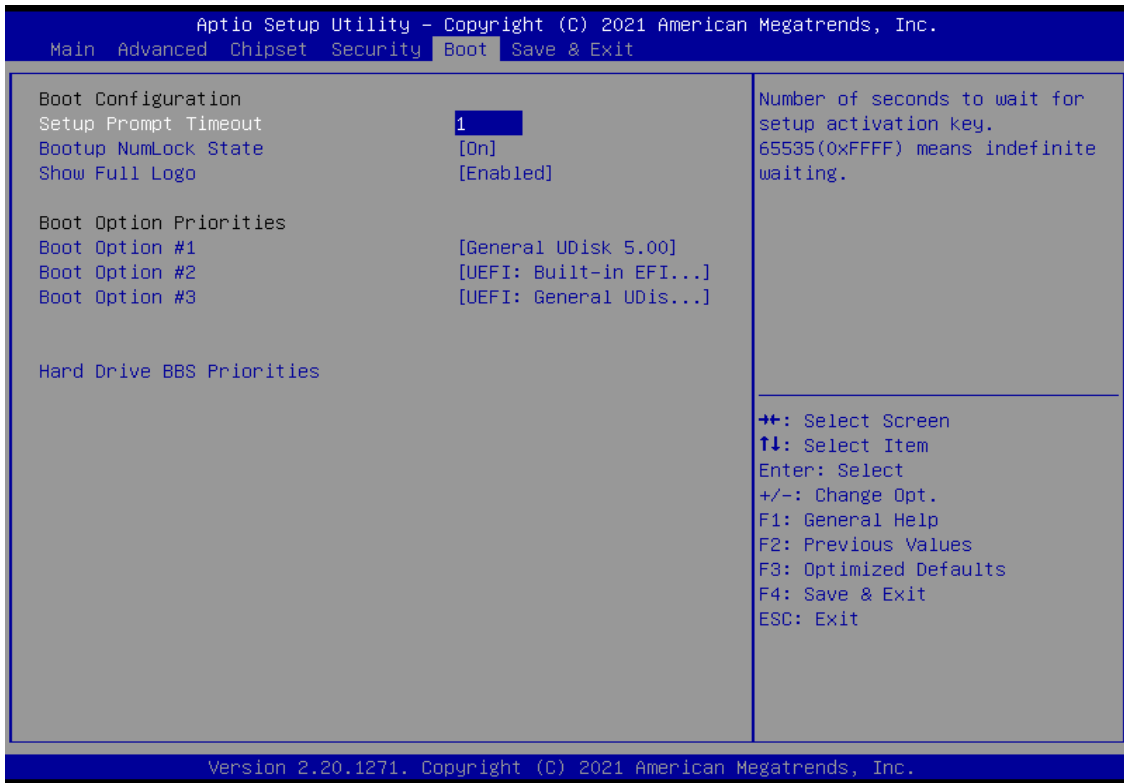 Aptio Setup Utility – Copyright (C) 2021 American Megatrends, Inc.
Main Advanced Chipset Security Boot Save & Exit
Boot Configuration
Setup Prompt Timeout 1
Bootup NumLock State [On]
Show Full Logo [Enabled]
Boot Option Priorities
Boot Option #1 [General UDisk 5.00]
Boot Option #2 [UEFI: Built-in EFI...]
Boot Option #3 [UEFI: General UDis...]
Hard Drive BBS Priorities
Number of seconds to wait for
setup activation key.
65535(0xFFFF) means indefinite
waiting.
→←: Select Screen
↑↓: Select Item
Enter: Select
+/-: Change Opt.
F1: General Help
F2: Previous Values
F3: Optimized Defaults
F4: Save & Exit
ESC: Exit
Version 2.20.1271. Copyright (C) 2021 American Megatrends, Inc.